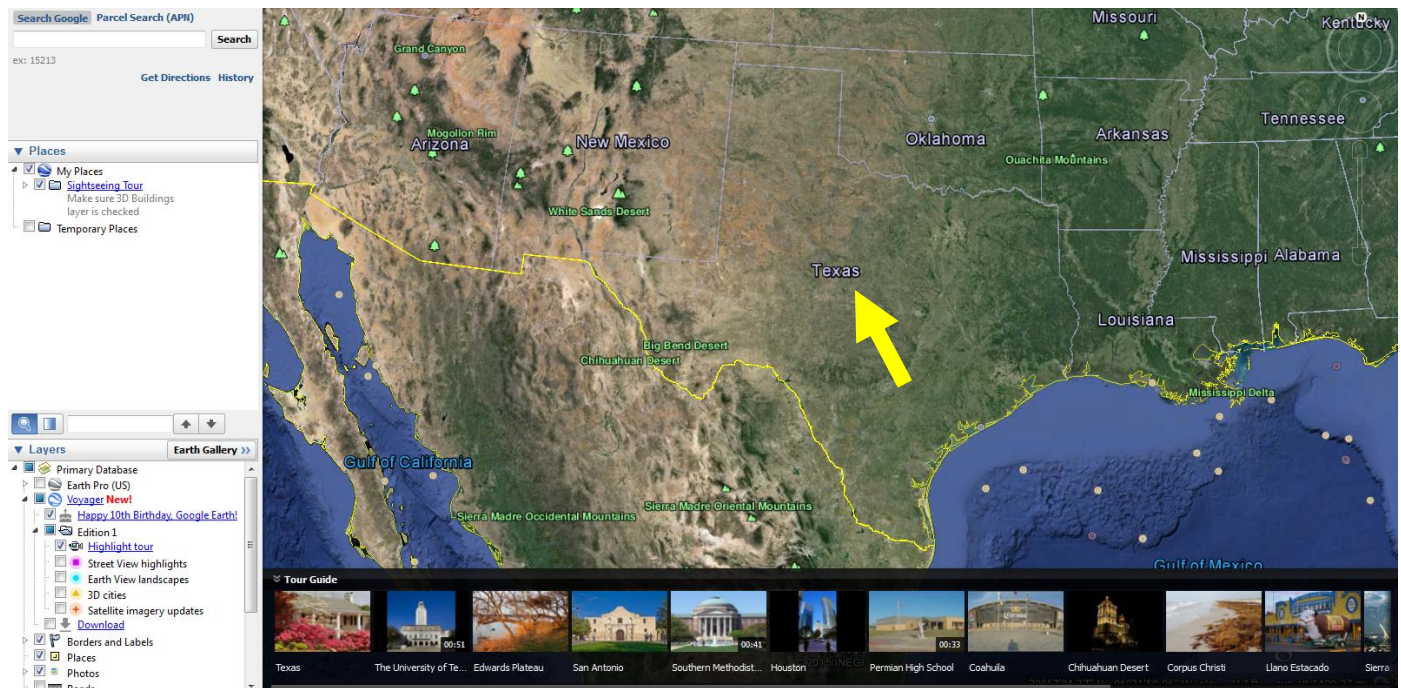 Search Google Parcel Search (APN)
Search
ex: 15213
Get Directions History
Places
My Places
Sightseeing Tour
Make sure 3D Buildings
layer is checked
Temporary Places
Layers
Earth Gallery >>
Primary Database
Earth Pro (US)
Voyager New!
Happy 10th Birthday, Google Earth!
Edition 1
Highlight tour
Street View highlights
Earth View landscapes
3D cities
Satellite imagery updates
Download
Borders and Labels
Places
Photos
Roads
Missouri
Kentucky
N
Grand Canyon
Tennessee
Mogollon Rim
Arizona
New Mexico
Oklahoma
Arkansas
Ouachita Mountains
White Sands Desert
Mississippi Alabama
Texas
Louisiana
Big Bend Desert
Chihuahuan Desert
Mississippi Delta
Gulf of California
Sierra Madre Occidental Mountains
Sierra Madre Oriental Mountains
Gulf of Mexico
Tour Guide
00:51
00:41
00:33
Texas
The University of Te...
Edwards Plateau
San Antonio
Southern Methodist...
Houston
Permian High School
Coahuila
Chihuahuan Desert
Corpus Christi
Llano Estacado
Sierra
©2015 INEGI